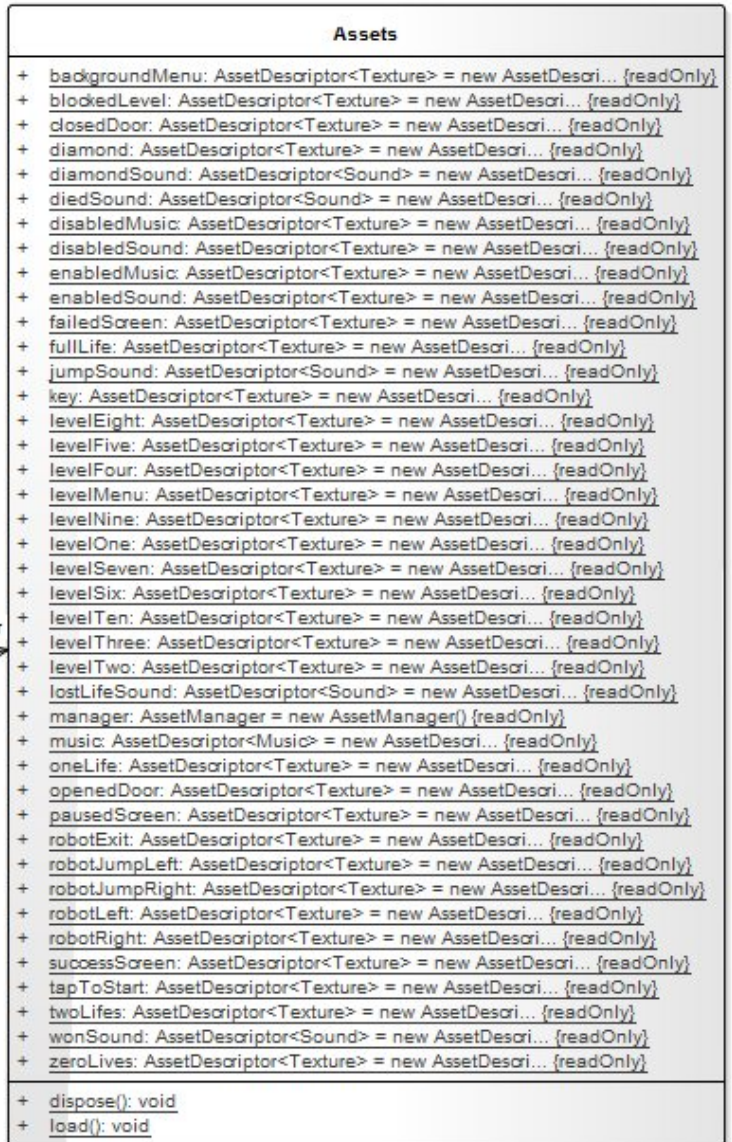 Assets
+ backgroundMenu: AssetDescriptor<Texture> = new AssetDescri... {readOnly}
+ blockedLevel: AssetDescriptor<Texture> = new AssetDescri... {readOnly}
+ closedDoor: AssetDescriptor<Texture> = new AssetDescri... {readOnly}
+ diamond: AssetDescriptor<Texture> = new AssetDescri... {readOnly}
+ diamondSound: AssetDescriptor<Sound> = new AssetDescri... {readOnly}
+ diedSound: AssetDescriptor<Sound> = new AssetDescri... {readOnly}
+ disabledMusic: AssetDescriptor<Texture> = new AssetDescri... {readOnly}
+ disabledSound: AssetDescriptor<Texture> = new AssetDescri... {readOnly}
+ enabledMusic: AssetDescriptor<Texture> = new AssetDescri... {readOnly}
+ enabledSound: AssetDescriptor<Texture> = new AssetDescri... {readOnly}
+ failedScreen: AssetDescriptor<Texture> = new AssetDescri... {readOnly}
+ fullLife: AssetDescriptor<Texture> = new AssetDescri... {readOnly}
+ jumpSound: AssetDescriptor<Sound> = new AssetDescri... {readOnly}
+ key: AssetDescriptor<Texture> = new AssetDescri... {readOnly}
+ levelEight: AssetDescriptor<Texture> = new AssetDescri... {readOnly}
+ levelFive: AssetDescriptor<Texture> = new AssetDescri... {readOnly}
+ levelFour: AssetDescriptor<Texture> = new AssetDescri... {readOnly}
+ levelMenu: AssetDescriptor<Texture> = new AssetDescri... {readOnly}
+ levelNine: AssetDescriptor<Texture> = new AssetDescri... {readOnly}
+ levelOne: AssetDescriptor<Texture> = new AssetDescri... {readOnly}
+ levelSeven: AssetDescriptor<Texture> = new AssetDescri... {readOnly}
+ levelSix: AssetDescriptor<Texture> = new AssetDescri... {readOnly}
+ levelTen: AssetDescriptor<Texture> = new AssetDescri... {readOnly}
+ levelThree: AssetDescriptor<Texture> = new AssetDescri... {readOnly}
+ levelTwo: AssetDescriptor<Texture> = new AssetDescri... {readOnly}
+ lostLifeSound: AssetDescriptor<Sound> = new AssetDescri... {readOnly}
+ manager: AssetManager = new AssetManager() {readOnly}
+ music: AssetDescriptor<Music> = new AssetDescri... {readOnly}
+ oneLife: AssetDescriptor<Texture> = new AssetDescri... {readOnly}
+ openedDoor: AssetDescriptor<Texture> = new AssetDescri... {readOnly}
+ pausedScreen: AssetDescriptor<Texture> = new AssetDescri... {readOnly}
+ robotExit: AssetDescriptor<Texture> = new AssetDescri... {readOnly}
+ robotJumpLeft: AssetDescriptor<Texture> = new AssetDescri... {readOnly}
+ robotJumpRight: AssetDescriptor<Texture> = new AssetDescri... {readOnly}
+ robotLeft: AssetDescriptor<Texture> = new AssetDescri... {readOnly}
+ robotRight: AssetDescriptor<Texture> = new AssetDescri... {readOnly}
+ successScreen: AssetDescriptor<Texture> = new AssetDescri... {readOnly}
+ tapToStart: AssetDescriptor<Texture> = new AssetDescri... {readOnly}
+ twoLifes: AssetDescriptor<Texture> = new AssetDescri... {readOnly}
+ wonSound: AssetDescriptor<Sound> = new AssetDescri... {readOnly}
+ zeroLives: AssetDescriptor<Texture> = new AssetDescri... {readOnly}
+ dispose(): void
+ load(): void